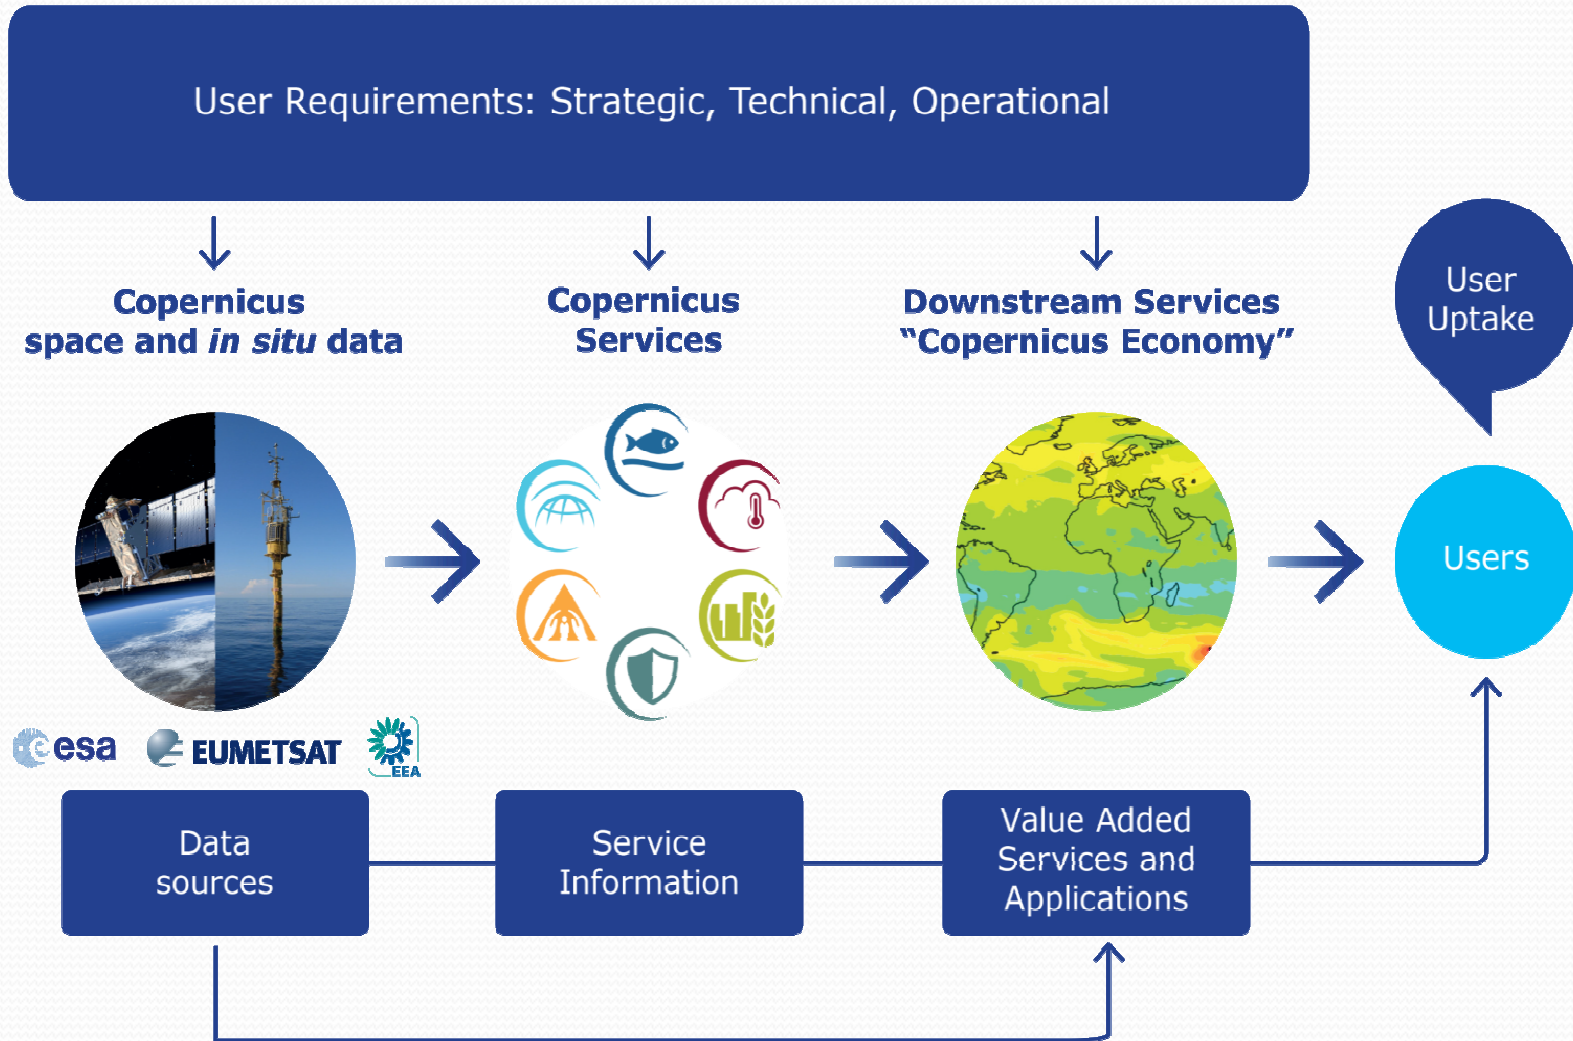 User Requirements: Strategic, Technical, Operational
Copernicus
space and in situ data
Copernicus
Services
Downstream Services
“Copernicus Economy”
User
Uptake
Users
esa
EUMETSAT
EEA
Data
sources
Service
Information
Value Added
Services and
Applications